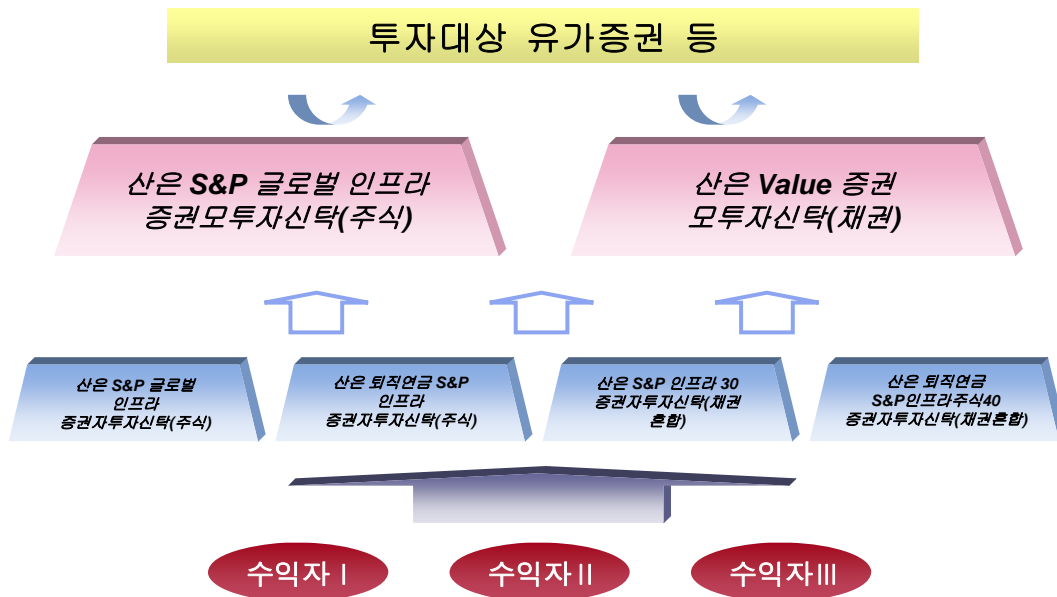 투자대상 유가증권 등
산은 S&P 글로벌 인프라
증권모투자신탁(주식)
산은 Value 증권
모투자신탁(채권)
산은 S&P 글로벌
인프라
증권자투자신탁(주식)
산은 퇴직연금 S&P
인프라
증권자투자신탁(주식)
산은 S&P 인프라 30
증권자투자신탁(채권
혼합)
산은 퇴직연금
S&P인프라주식40
증권자투자신탁(채권혼합)
수익자Ⅰ
수익자Ⅱ
수익자Ⅲ